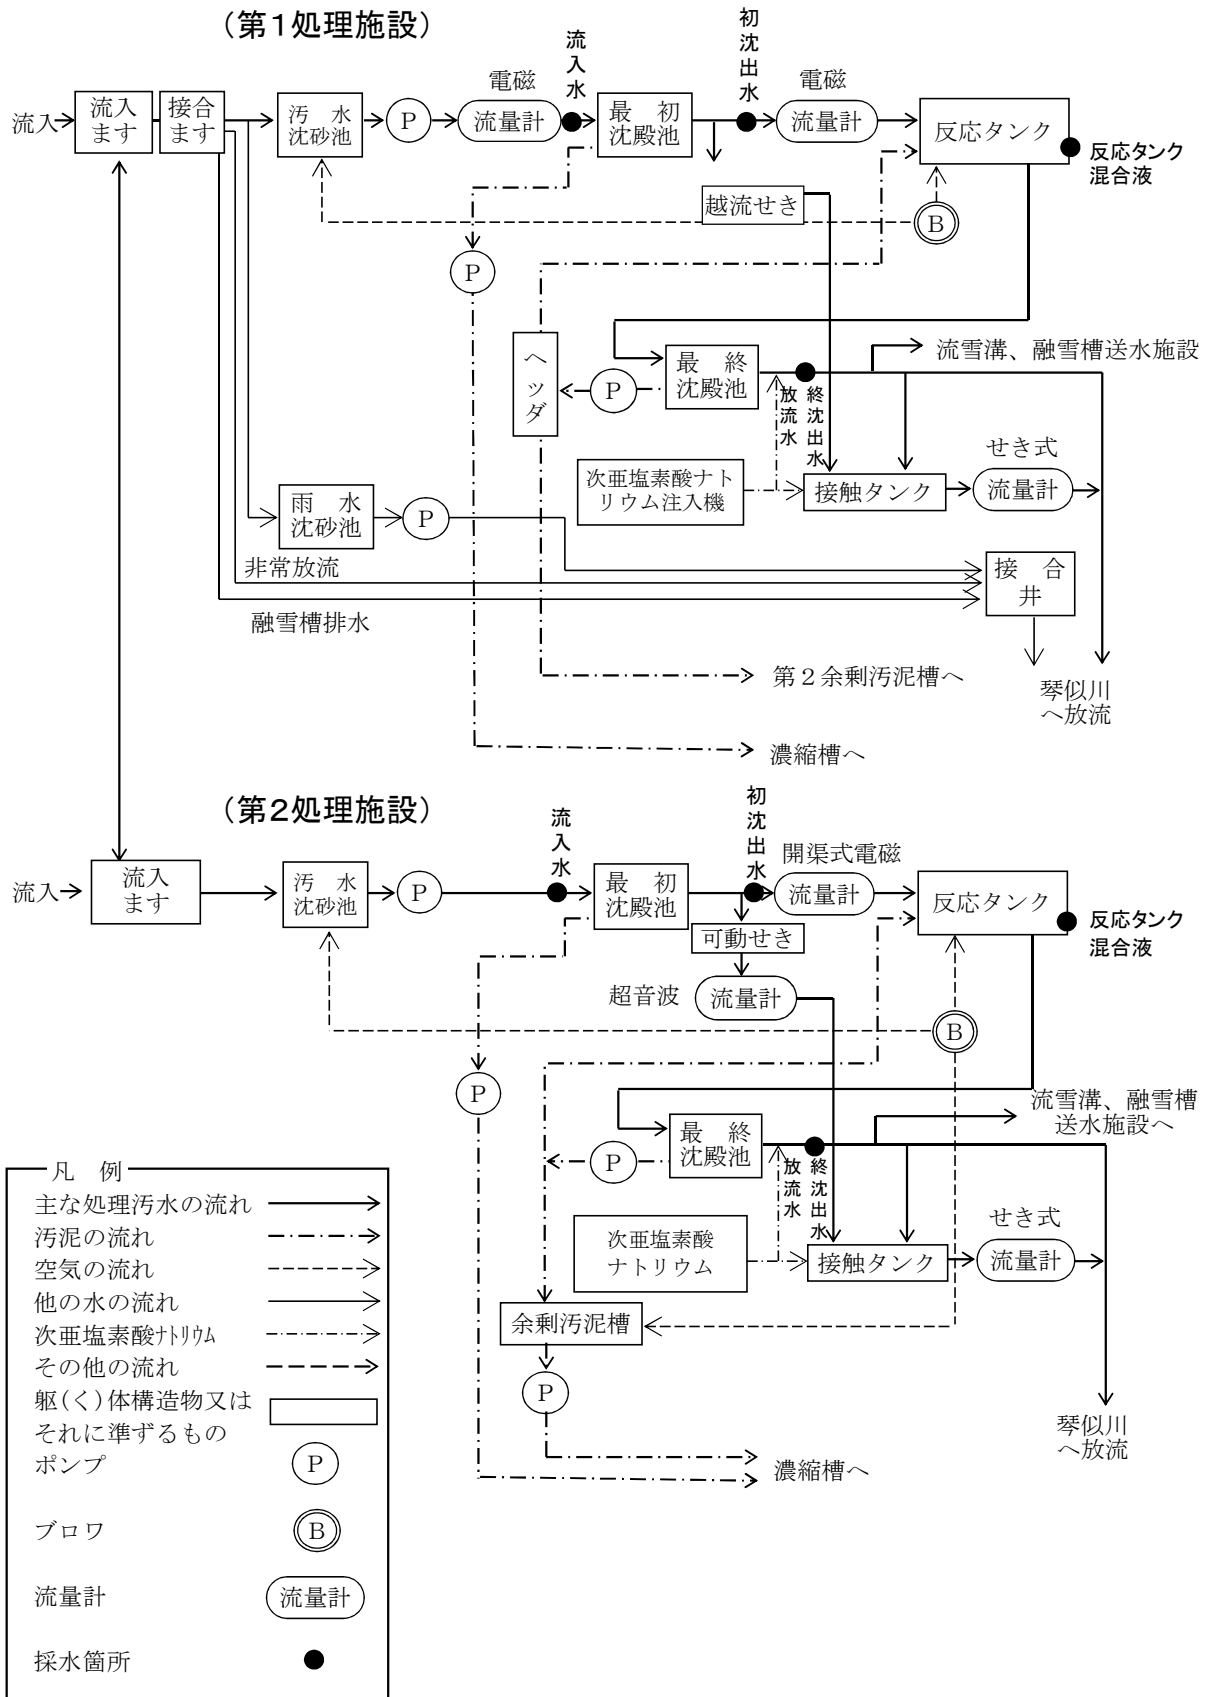 （第１処理施設）
流入
流入
ます
接合
ます
汚　水
沈砂池
P
電磁
流量計
流入水
最　初
沈殿池
初沈出水
電磁
流量計
反応タンク
反応タンク
混合液
越流せき
B
P
ヘッダ
P
最　終
沈殿池
流雪溝、融雪槽送水施設
放流水
終沈出水
次亜塩素酸ナト
リウム注入機
接触タンク
せき式
流量計
雨　水
沈砂池
P
非常放流
融雪槽排水
接　合
井
第２余剰汚泥槽へ
琴似川
へ放流
濃縮槽へ
（第２処理施設）
流入
流入
ます
汚　水
沈砂池
P
流入水
最　初
沈殿池
初沈出水
開渠式電磁
流量計
反応タンク
反応タンク
混合液
可動せき
超音波
流量計
B
P
P
最　終
沈殿池
流雪溝、融雪槽
送水施設へ
放流水
終沈出水
次亜塩素酸
ナトリウム
接触タンク
せき式
流量計
余剰汚泥槽
P
琴似川
へ放流
濃縮槽へ
凡　例
主な処理汚水の流れ
汚泥の流れ
空気の流れ
他の水の流れ
次亜塩素酸ﾅﾄﾘｳﾑ
その他の流れ
躯(く)体構造物又は
それに準ずるもの
ポンプ
P
ブロワ
B
流量計
流量計
採水箇所